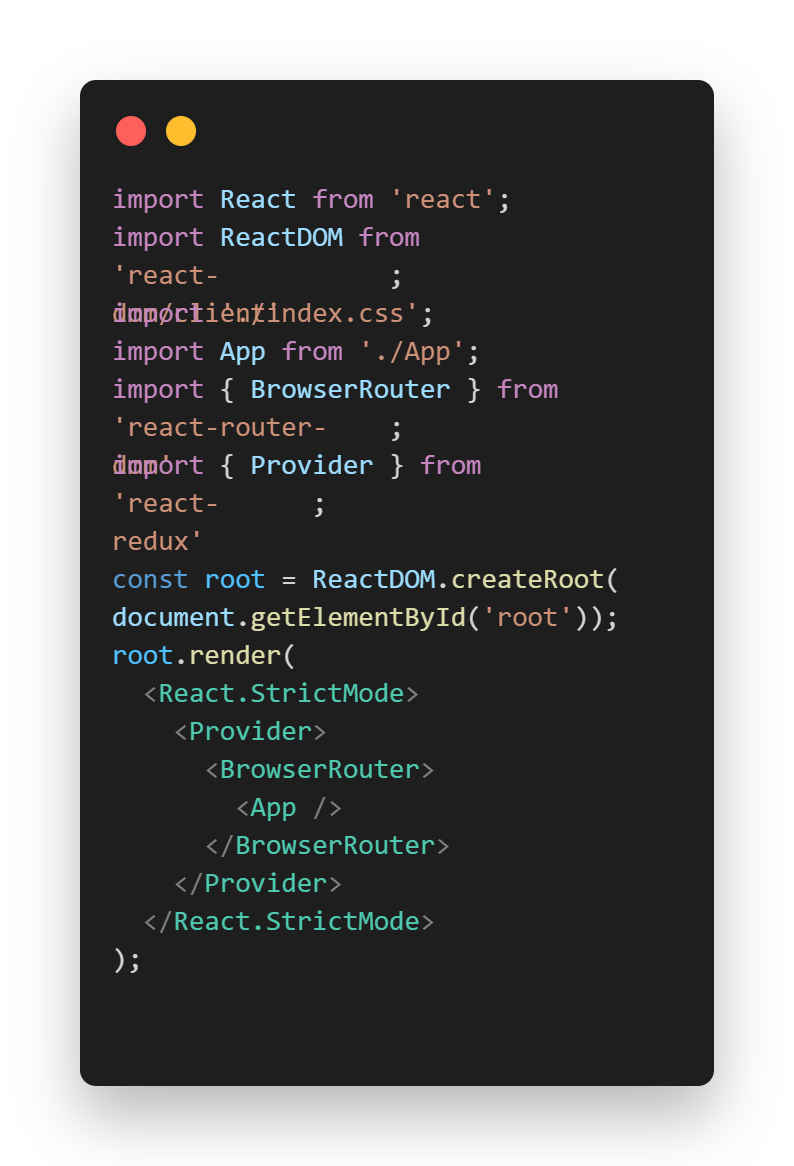 import React from 'react';
import ReactDOM from
'react-          ;
dom/client'
import './index.css';
import App from './App';
import { BrowserRouter } from
'react-router-    ;
dom'
import { Provider } from
'react-      ;
redux'
const root = ReactDOM.createRoot(
document.getElementById('root'));
root.render(
  <React.StrictMode>
    <Provider>
      <BrowserRouter>
        <App />
      </BrowserRouter>
    </Provider>
  </React.StrictMode>
);